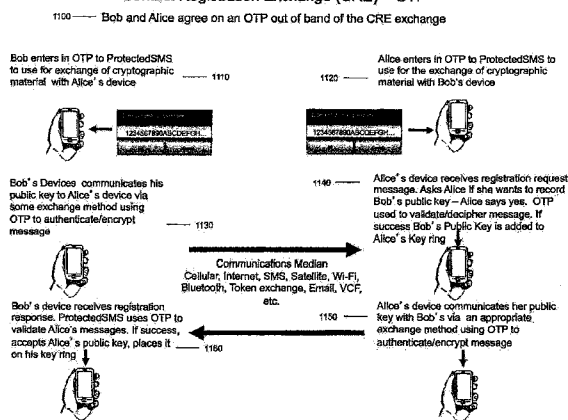 1100 Bob and Alice agree on an OTP out of band of the CRE exchange
Bob enters in OTP to ProtectedSMS
to use for exchange of cryptographic
material with Alice's device
1110
Alice enters in OTP to ProtectedSMS to
use for the exchange of cryptographic
material with Bob's device
1120
1234567890ABCDEFGH...
1234567890ABCDEFGH...
Bob's Devices communicates his
public key to Alice's device via
some exchange method using
OTP to authenticate/encrypt
message
1130
1140
Alice's device receives registration request
message. Asks Alice if she wants to record
Bob's public key – Alice says yes. OTP
used to validate/decipher message. If
success Bob's Public Key is added to
Alice's Key ring
Communications Median
Cellular, Internet, SMS, Satellite, Wi-Fi,
Bluetooth, Token exchange, Email, VCF,
etc.
Bob's device receives registration
response. ProtectedSMS uses OTP to
validate Alice's messages. If success,
accepts Alice's public key, places it
on his key ring
1160
1150
Alice's device communicates her public
key with Bob's via an appropriate
exchange method using OTP to
authenticate/encrypt message